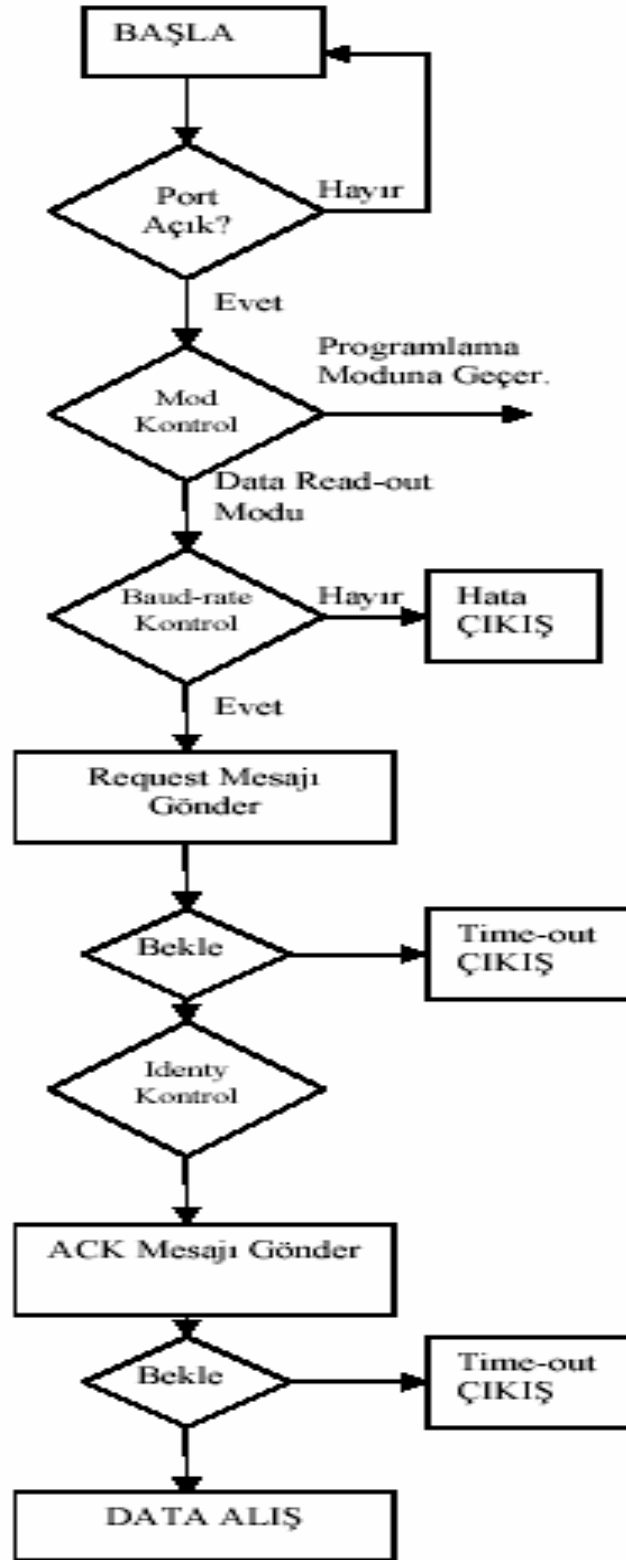 BAŞLA
Port
Açık?
Hayır
Evet
Programlama
Moduna Geçer.
Mod
Kontrol
Data Read-out
Modu
Baud-rate
Kontrol
Hayır
Hata
ÇIKIŞ
Evet
Request Mesajı
Gönder
Bekle
Time-out
ÇIKIŞ
Identy
Kontrol
ACK Mesajı Gönder
Bekle
Time-out
ÇIKIŞ
DATA ALIŞ